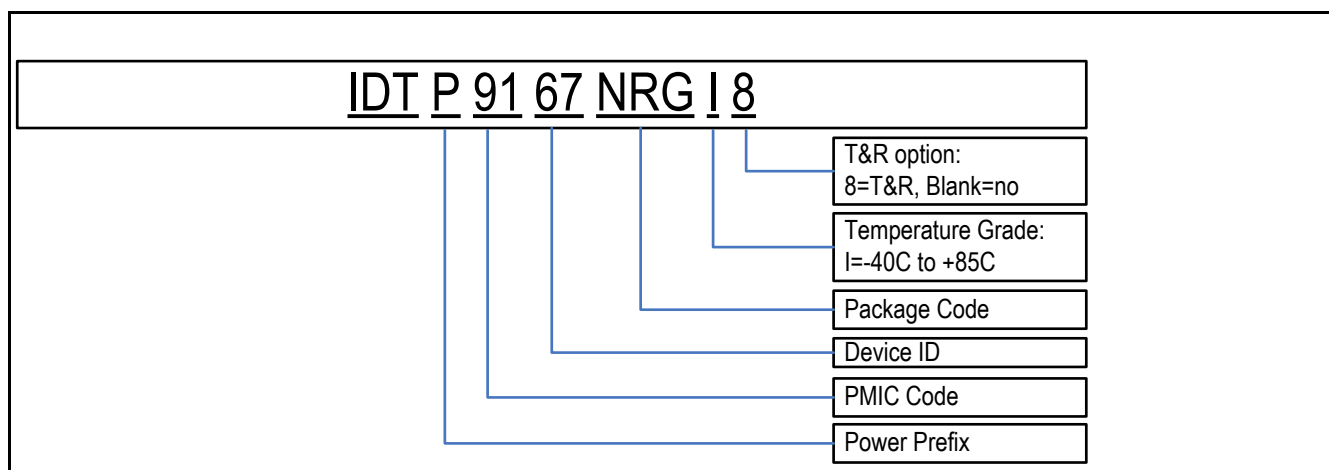 IDT P 91 67 NRG I 8
T&R option:
8=T&R, Blank=no
Temperature Grade:
I=-40C to +85C
Package Code
Device ID
PMIC Code
Power Prefix